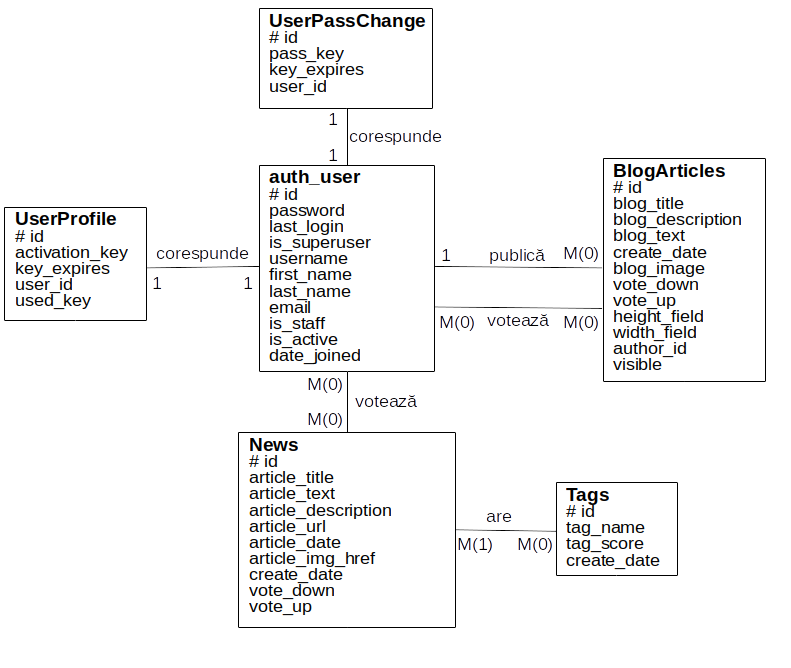 UserPassChange
# id
pass_key
key_expires
user_id
1
corespunde
1
auth_user
# id
password
last_login
is_superuser
username
first_name
last_name
email
is_staff
is_active
date_joined
UserProfile
# id
activation_key
key_expires
user_id
used_key
corespunde
1
1
BlogArticles
# id
blog_title
blog_description
blog_text
create_date
blog_image
vote_down
vote_up
height_field
width_field
author_id
visible
1
publică
M(0)
M(0)
votează
M(0)
M(0)
votează
M(0)
News
# id
article_title
article_text
article_description
article_url
article_date
article_img_href
create_date
vote_down
vote_up
are
M(1)
M(0)
Tags
# id
tag_name
tag_score
create_date